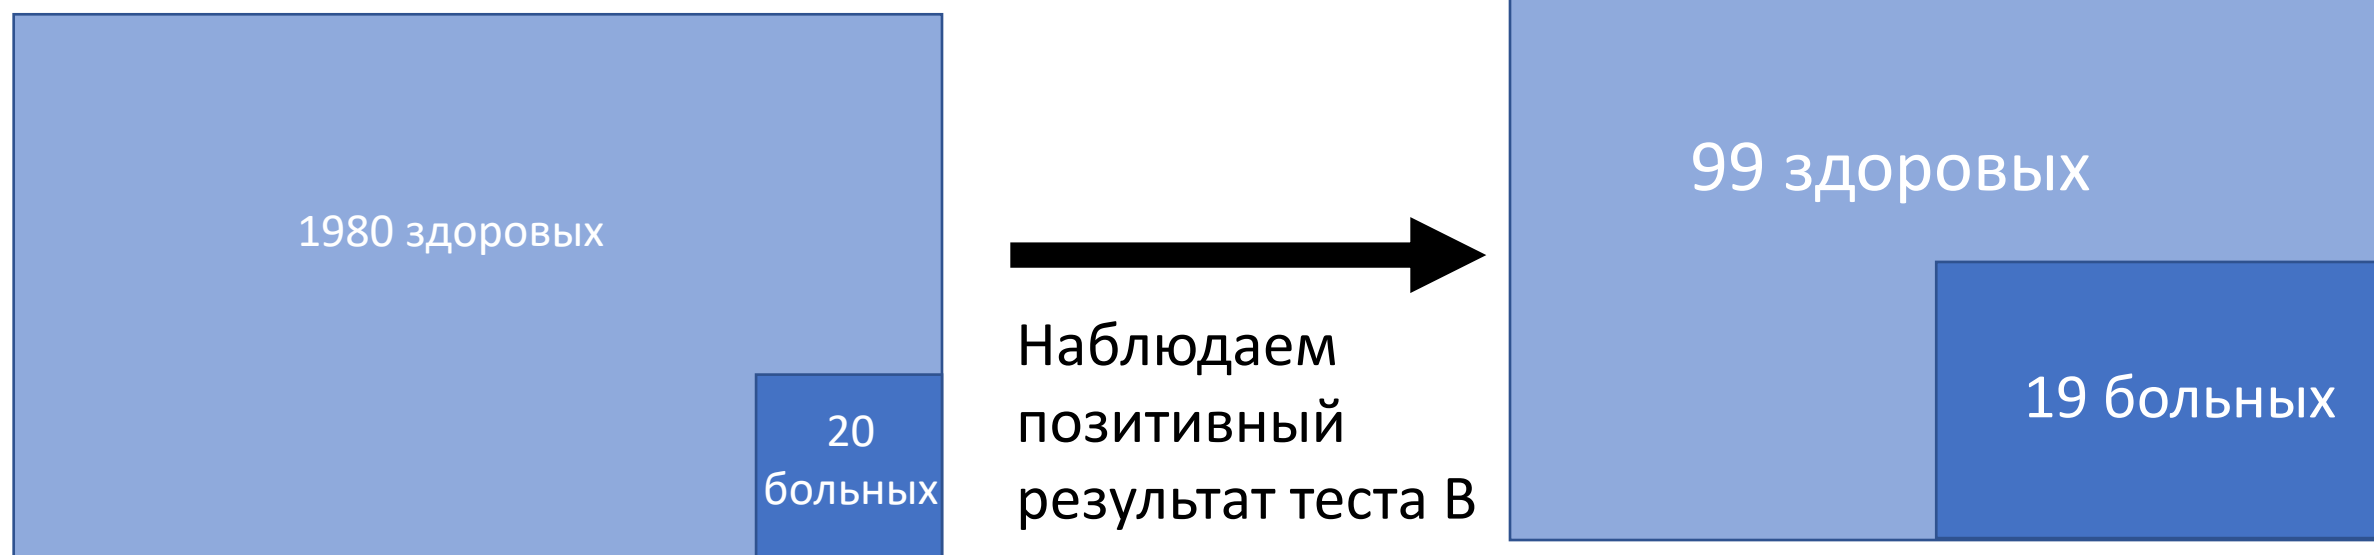 1980 здоровых
20
больных
Наблюдаем
позитивный
результат теста B
99 здоровых
19 больных